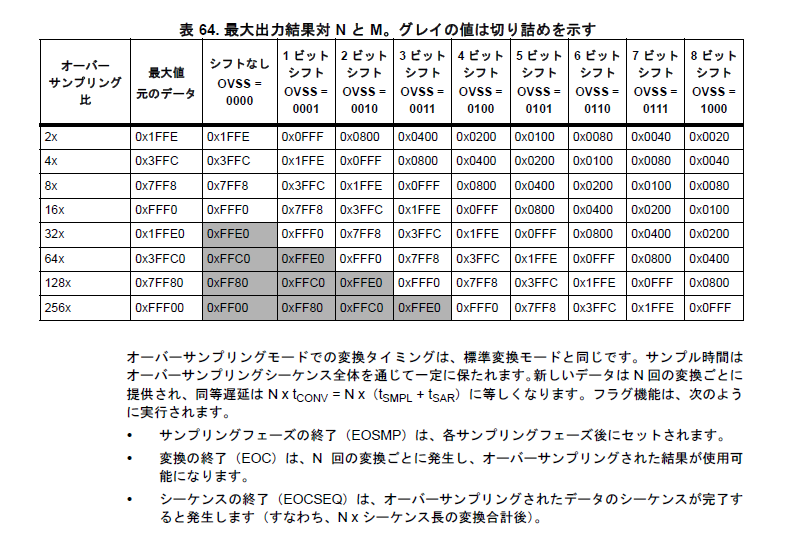 表 64. 最大出力結果対 N と M。グレイの値は切り詰めを示す
オーバーサンプリング比 最大値元のデータ シフトなし OVSS = 0000 1 ビットシフト OVSS = 0001 2 ビットシフト OVSS = 0010 3 ビットシフト OVSS = 0011 4 ビットシフト OVSS = 0100 5 ビットシフト OVSS = 0101 6 ビットシフト OVSS = 0110 7 ビットシフト OVSS = 0111 8 ビットシフト OVSS = 1000
2x 0x1FFE 0x1FFE 0x0FFF 0x0800 0x0400 0x0200 0x0100 0x0080 0x0040 0x0020
4x 0x3FFC 0x3FFC 0x1FFE 0x0FFF 0x0800 0x0400 0x0200 0x0100 0x0080 0x0040
8x 0x7FF8 0x7FF8 0x3FFC 0x1FFE 0x0FFF 0x0800 0x0400 0x0200 0x0100 0x0080
16x 0xFFF0 0xFFF0 0x7FF8 0x3FFC 0x1FFE 0x0FFF 0x0800 0x0400 0x0200 0x0100
32x 0x1FFE0 0xFFE0 0xFFF0 0x7FF8 0x3FFC 0x1FFE 0x0FFF 0x0800 0x0400 0x0200
64x 0x3FFC0 0xFFC0 0xFFE0 0xFFF0 0x7FF8 0x3FFC 0x1FFE 0x0FFF 0x0800 0x0400
128x 0x7FF80 0xFF80 0xFFC0 0xFFE0 0xFFF0 0x7FF8 0x3FFC 0x1FFE 0x0FFF 0x0800
256x 0xFFF00 0xFF00 0xFF80 0xFFC0 0xFFE0 0xFFF0 0x7FF8 0x3FFC 0x1FFE 0x0FFF
オーバーサンプリングモードでの変換タイミングは、標準変換モードと同じです。サンプル時間は
オーバーサンプリングシーケンス全体を通じて一定に保たれます。新しいデータは N 回の変換ごとに
提供され、同等遅延は N x tCONV = N x（tSMPL + tSAR）に等しくなります。フラグ機能は、次のよう
に実行されます。
• サンプリングフェーズの終了（EOSMP）は、各サンプリングフェーズ後にセットされます。
• 変換の終了（EOC）は、N 回の変換ごとに発生し、オーバーサンプリングされた結果が使用可
能になります。
• シーケンスの終了（EOCSEQ）は、オーバーサンプリングされたデータのシーケンスが完了す
ると発生します（すなわち、N x シーケンス長の変換合計後）。